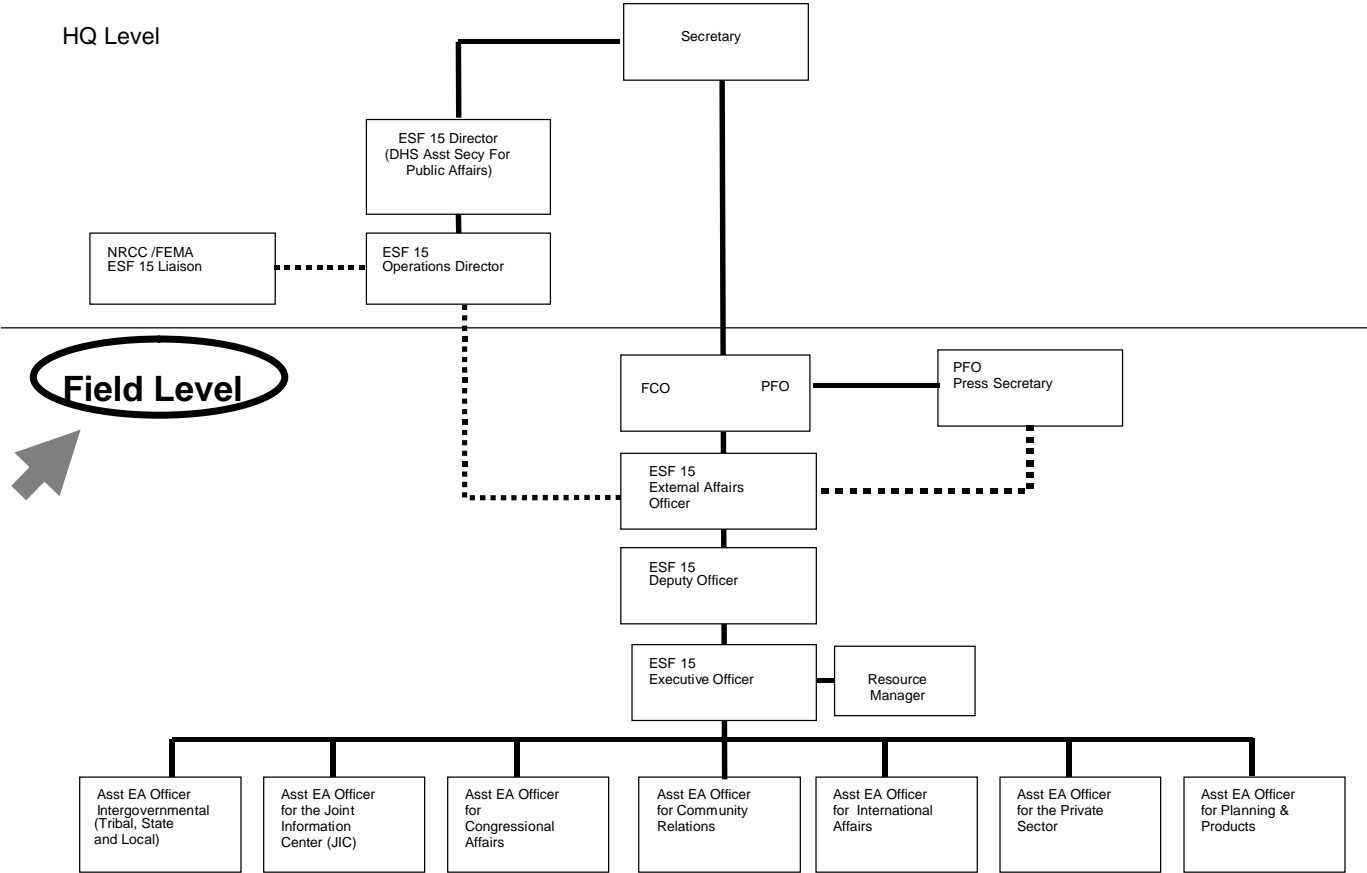 HQ Level
Secretary
ESF 15 Director
(DHS Asst Secy For
Public Affairs)
NRCC /FEMA
ESF 15 Liaison
ESF 15
Operations Director
Field Level
FCO
PFO
PFO
Press Secretary
ESF 15
External Affairs
Officer
ESF 15
Deputy Officer
ESF 15
Executive Officer
Resource
Manager
Asst EA Officer
Intergovernmental
(Tribal, State
and Local)
Asst EA Officer
for the Joint
Information
Center (JIC)
Asst EA Officer
for
Congressional
Affairs
Asst EA Officer
for Community
Relations
Asst EA Officer
for International
Affairs
Asst EA Officer
for the Private
Sector
Asst EA Officer
for Planning &
Products